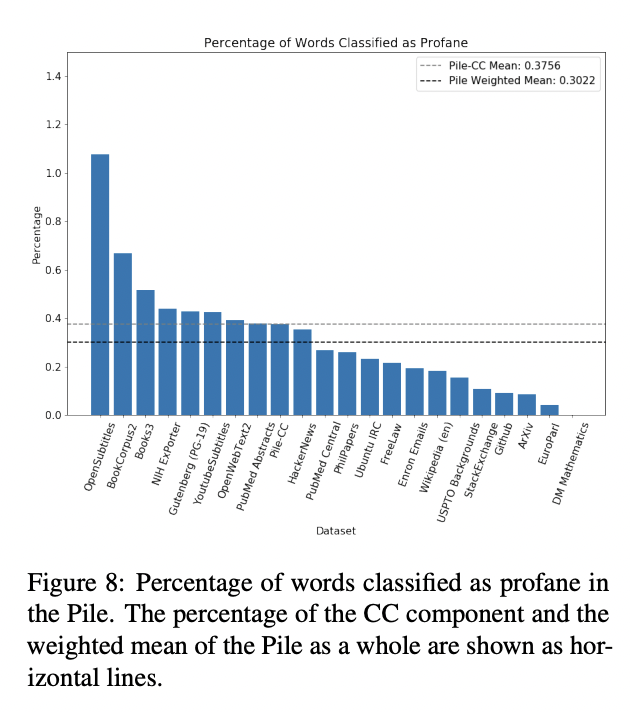 Percentage of Words Classified as Profane
Pile-CC Mean: 0.3756
Pile Weighted Mean: 0.3022
Percentage
1.4
1.2
1.0
0.8
0.6
0.4
0.2
0.0
OpenSubtitles
BookCorpus2
Books3
NIH ExPorter
Gutenberg (PG-19)
YoutubeSubtitles
OpenWebText2
PubMed Abstracts
Pile-CC
HackerNews
PubMed Central
PhilPapers
Ubuntu IRC
FreeLaw
Enron Emails
Wikipedia (en)
USPTO Backgrounds
StackExchange
Github
ArXiv
EuroParl
DM Mathematics
Dataset
Figure 8: Percentage of words classified as profane in
the Pile. The percentage of the CC component and the
weighted mean of the Pile as a whole are shown as hor-
izontal lines.